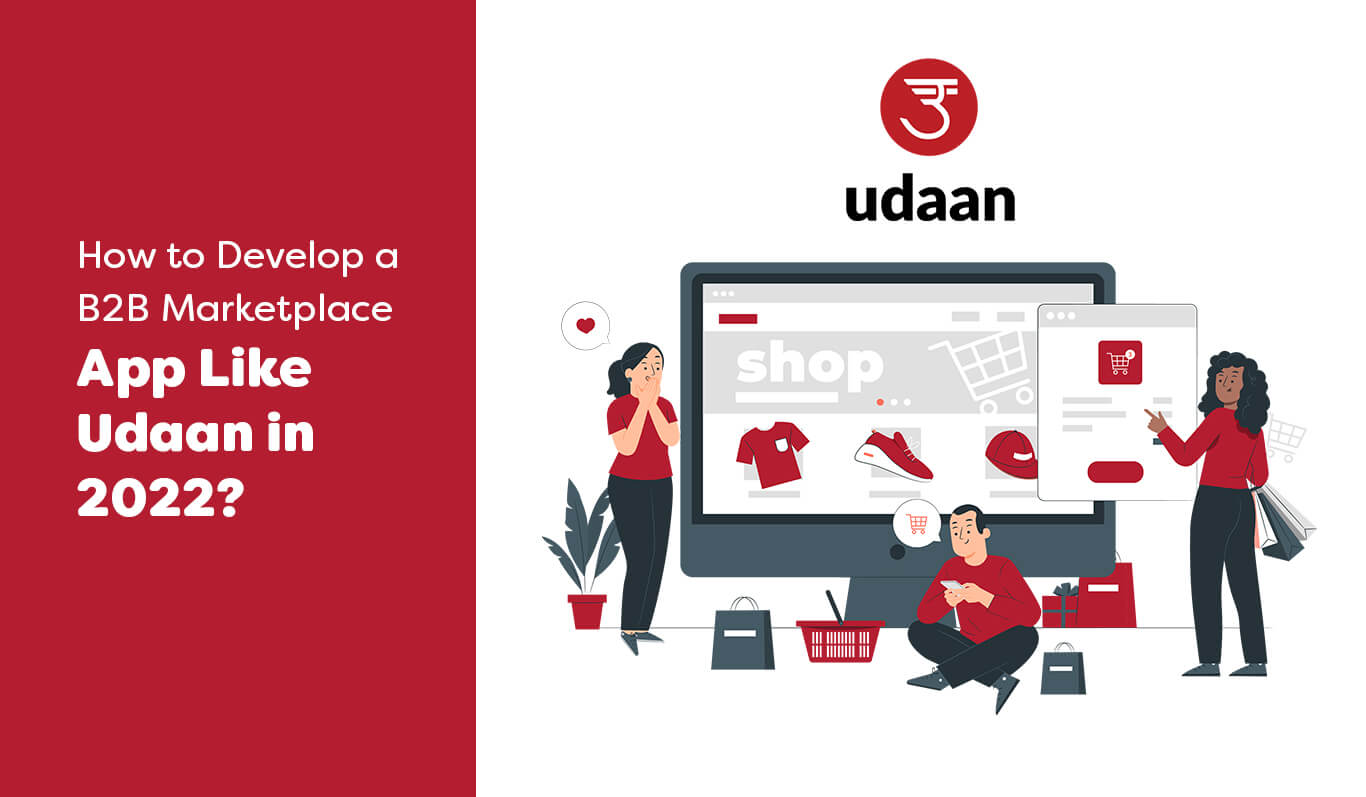 How to Develop a
B2B Marketplace
App Like
Udaan in
2022?
उ
udaan
shop